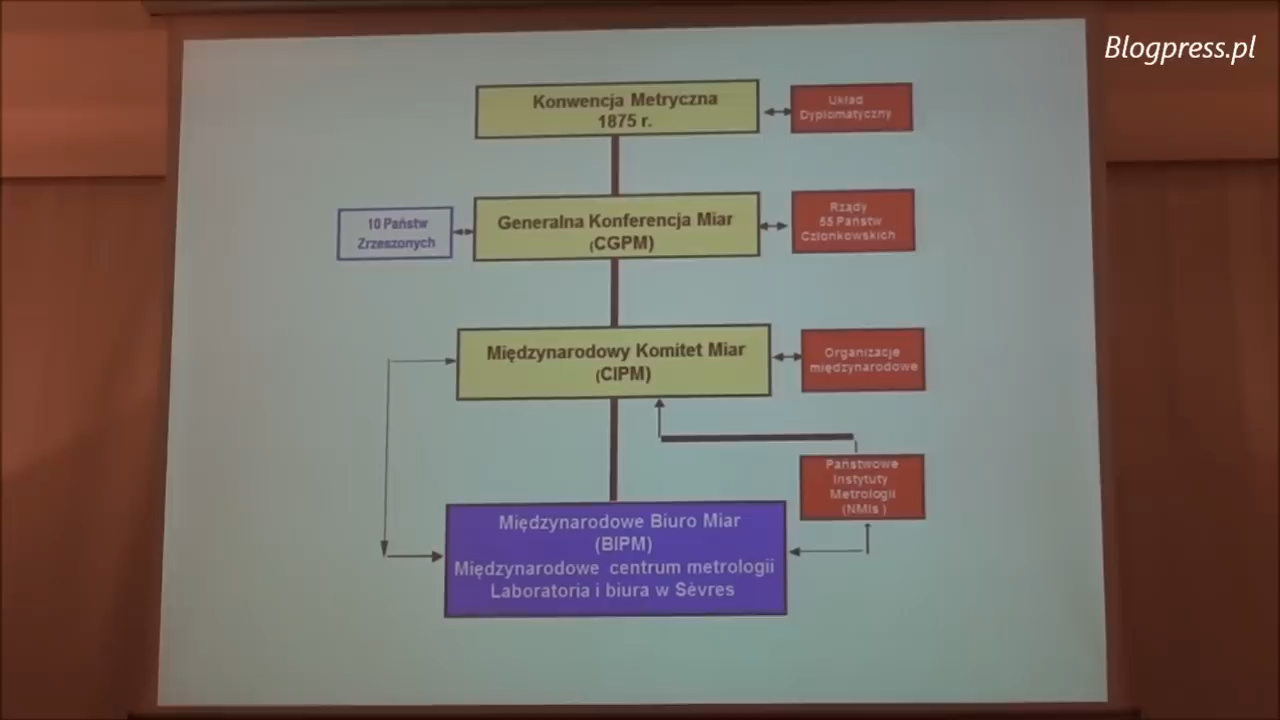 Blogpress.pl
Konwencja Metryczna
1875 r.
Układ
Dyplomatyczny
10 Państw
Zrzeszonych
Generalna Konferencja Miar
(CGPM)
Rządy
55 Państw
Członkowskich
Międzynarodowy Komitet Miar
(CIPM)
Organizacje
międzynarodowe
Państwowe
Instytuty
Metrologii
(NMIs )
Międzynarodowe Biuro Miar
(BIPM)
Międzynarodowe centrum metrologii
Laboratoria i biura w Sèvres